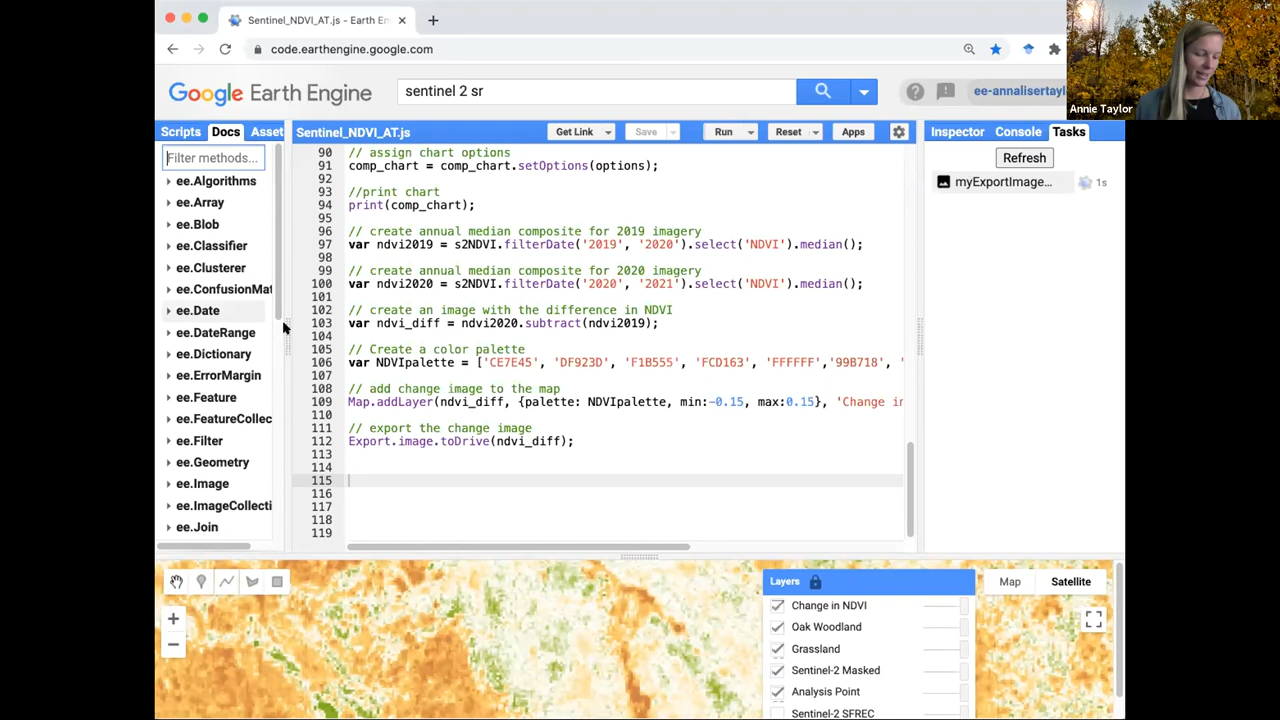 Sentinel_NDVI_AT.js - Earth En
code.earthengine.google.com
Google Earth Engine
sentinel 2 sr
ee-annalisertayl
Annie Taylor
Scripts Docs Asset
Sentinel_NDVI_AT.js
Get Link Save Run Reset Apps
Inspector Console Tasks
Filter methods...
ee.Algorithms
ee.Array
ee.Blob
ee.Classifier
ee.Clusterer
ee.ConfusionMat
ee.Date
ee.DateRange
ee.Dictionary
ee.ErrorMargin
ee.Feature
ee.FeatureCollec
ee.Filter
ee.Geometry
ee.Image
ee.ImageCollecti
ee.Join
90 // assign chart options
91 comp_chart = comp_chart.setOptions(options);
92
93 //print chart
94 print(comp_chart);
95
96 // create annual median composite for 2019 imagery
97 var ndvi2019 = s2NDVI.filterDate('2019', '2020').select('NDVI').median();
98
99 // create annual median composite for 2020 imagery
100 var ndvi2020 = s2NDVI.filterDate('2020', '2021').select('NDVI').median();
101
102 // create an image with the difference in NDVI
103 var ndvi_diff = ndvi2020.subtract(ndvi2019);
104
105 // Create a color palette
106 var NDVIpalette = ['CE7E45', 'DF923D', 'F1B555', 'FCD163', 'FFFFFF','99B718', '
107
108 // add change image to the map
109 Map.addLayer(ndvi_diff, {palette: NDVIpalette, min:-0.15, max:0.15}, 'Change in
110
111 // export the change image
112 Export.image.toDrive(ndvi_diff);
113
114
115
116
117
118
119
Refresh
myExportImage... 1s
Layers
Change in NDVI
Oak Woodland
Grassland
Sentinel-2 Masked
Analysis Point
Sentinel-2 SFREC
Map Satellite